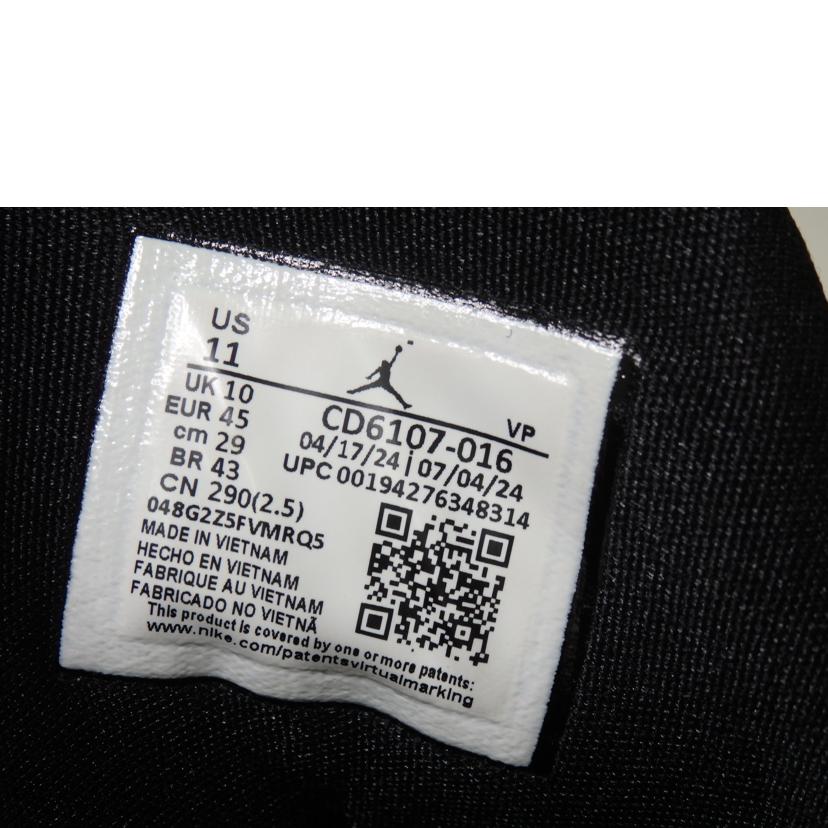 US
11
UK 10
EUR 45
cm 29
BR 43
CN 290(2.5)
VP
CD6107-016
04/17/24 | 07/04/24
UPC 00194276348314
048G2Z5FVMRQ5
MADE IN VIETNAM
HECHO EN VIETNAM
FABRIQUE AU VIETNAM
FABRICADO NO VIETNÃ
This product is covered by one or more patents:
www.nike.com/patentsvirtualmarking